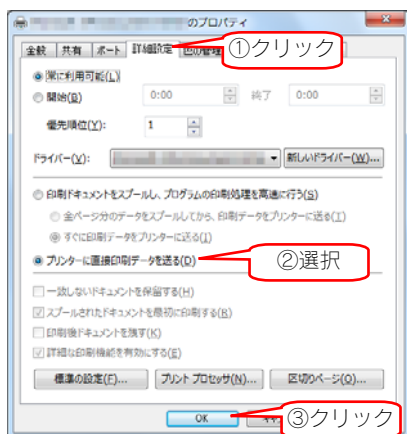 のプロパティ
全般 共有 ポート 詳細設定 色の管理
①クリック
常に利用可能(L)
開始(B) 0:00 終了 0:00
優先順位(Y): 1
ドライバー(V): 新しいドライバー(W)...
印刷ドキュメントをスプールし、プログラムの印刷処理を高速に行う(S)
全ページ分のデータをスプールしてから、印刷データをプリンターに送る(T)
すぐに印刷データをプリンターに送る(I)
プリンターに直接印刷データを送る(D)
②選択
一致しないドキュメントを保留する(H)
スプールされたドキュメントを最初に印刷する(R)
印刷後ドキュメントを残す(K)
詳細な印刷機能を有効にする(E)
標準の設定(F)... プリント プロセッサ(N)... 区切りページ(O)...
OK
③クリック